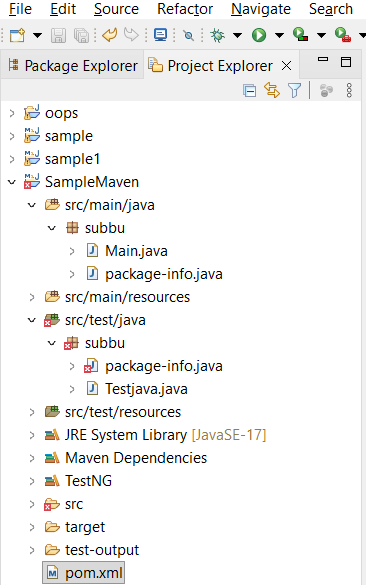 File Edit Source Refactor Navigate Search
Package Explorer Project Explorer
oops
sample
sample1
SampleMaven
src/main/java
subbu
Main.java
package-info.java
src/main/resources
src/test/java
subbu
package-info.java
Testjava.java
src/test/resources
JRE System Library [JavaSE-17]
Maven Dependencies
TestNG
src
target
test-output
pom.xml